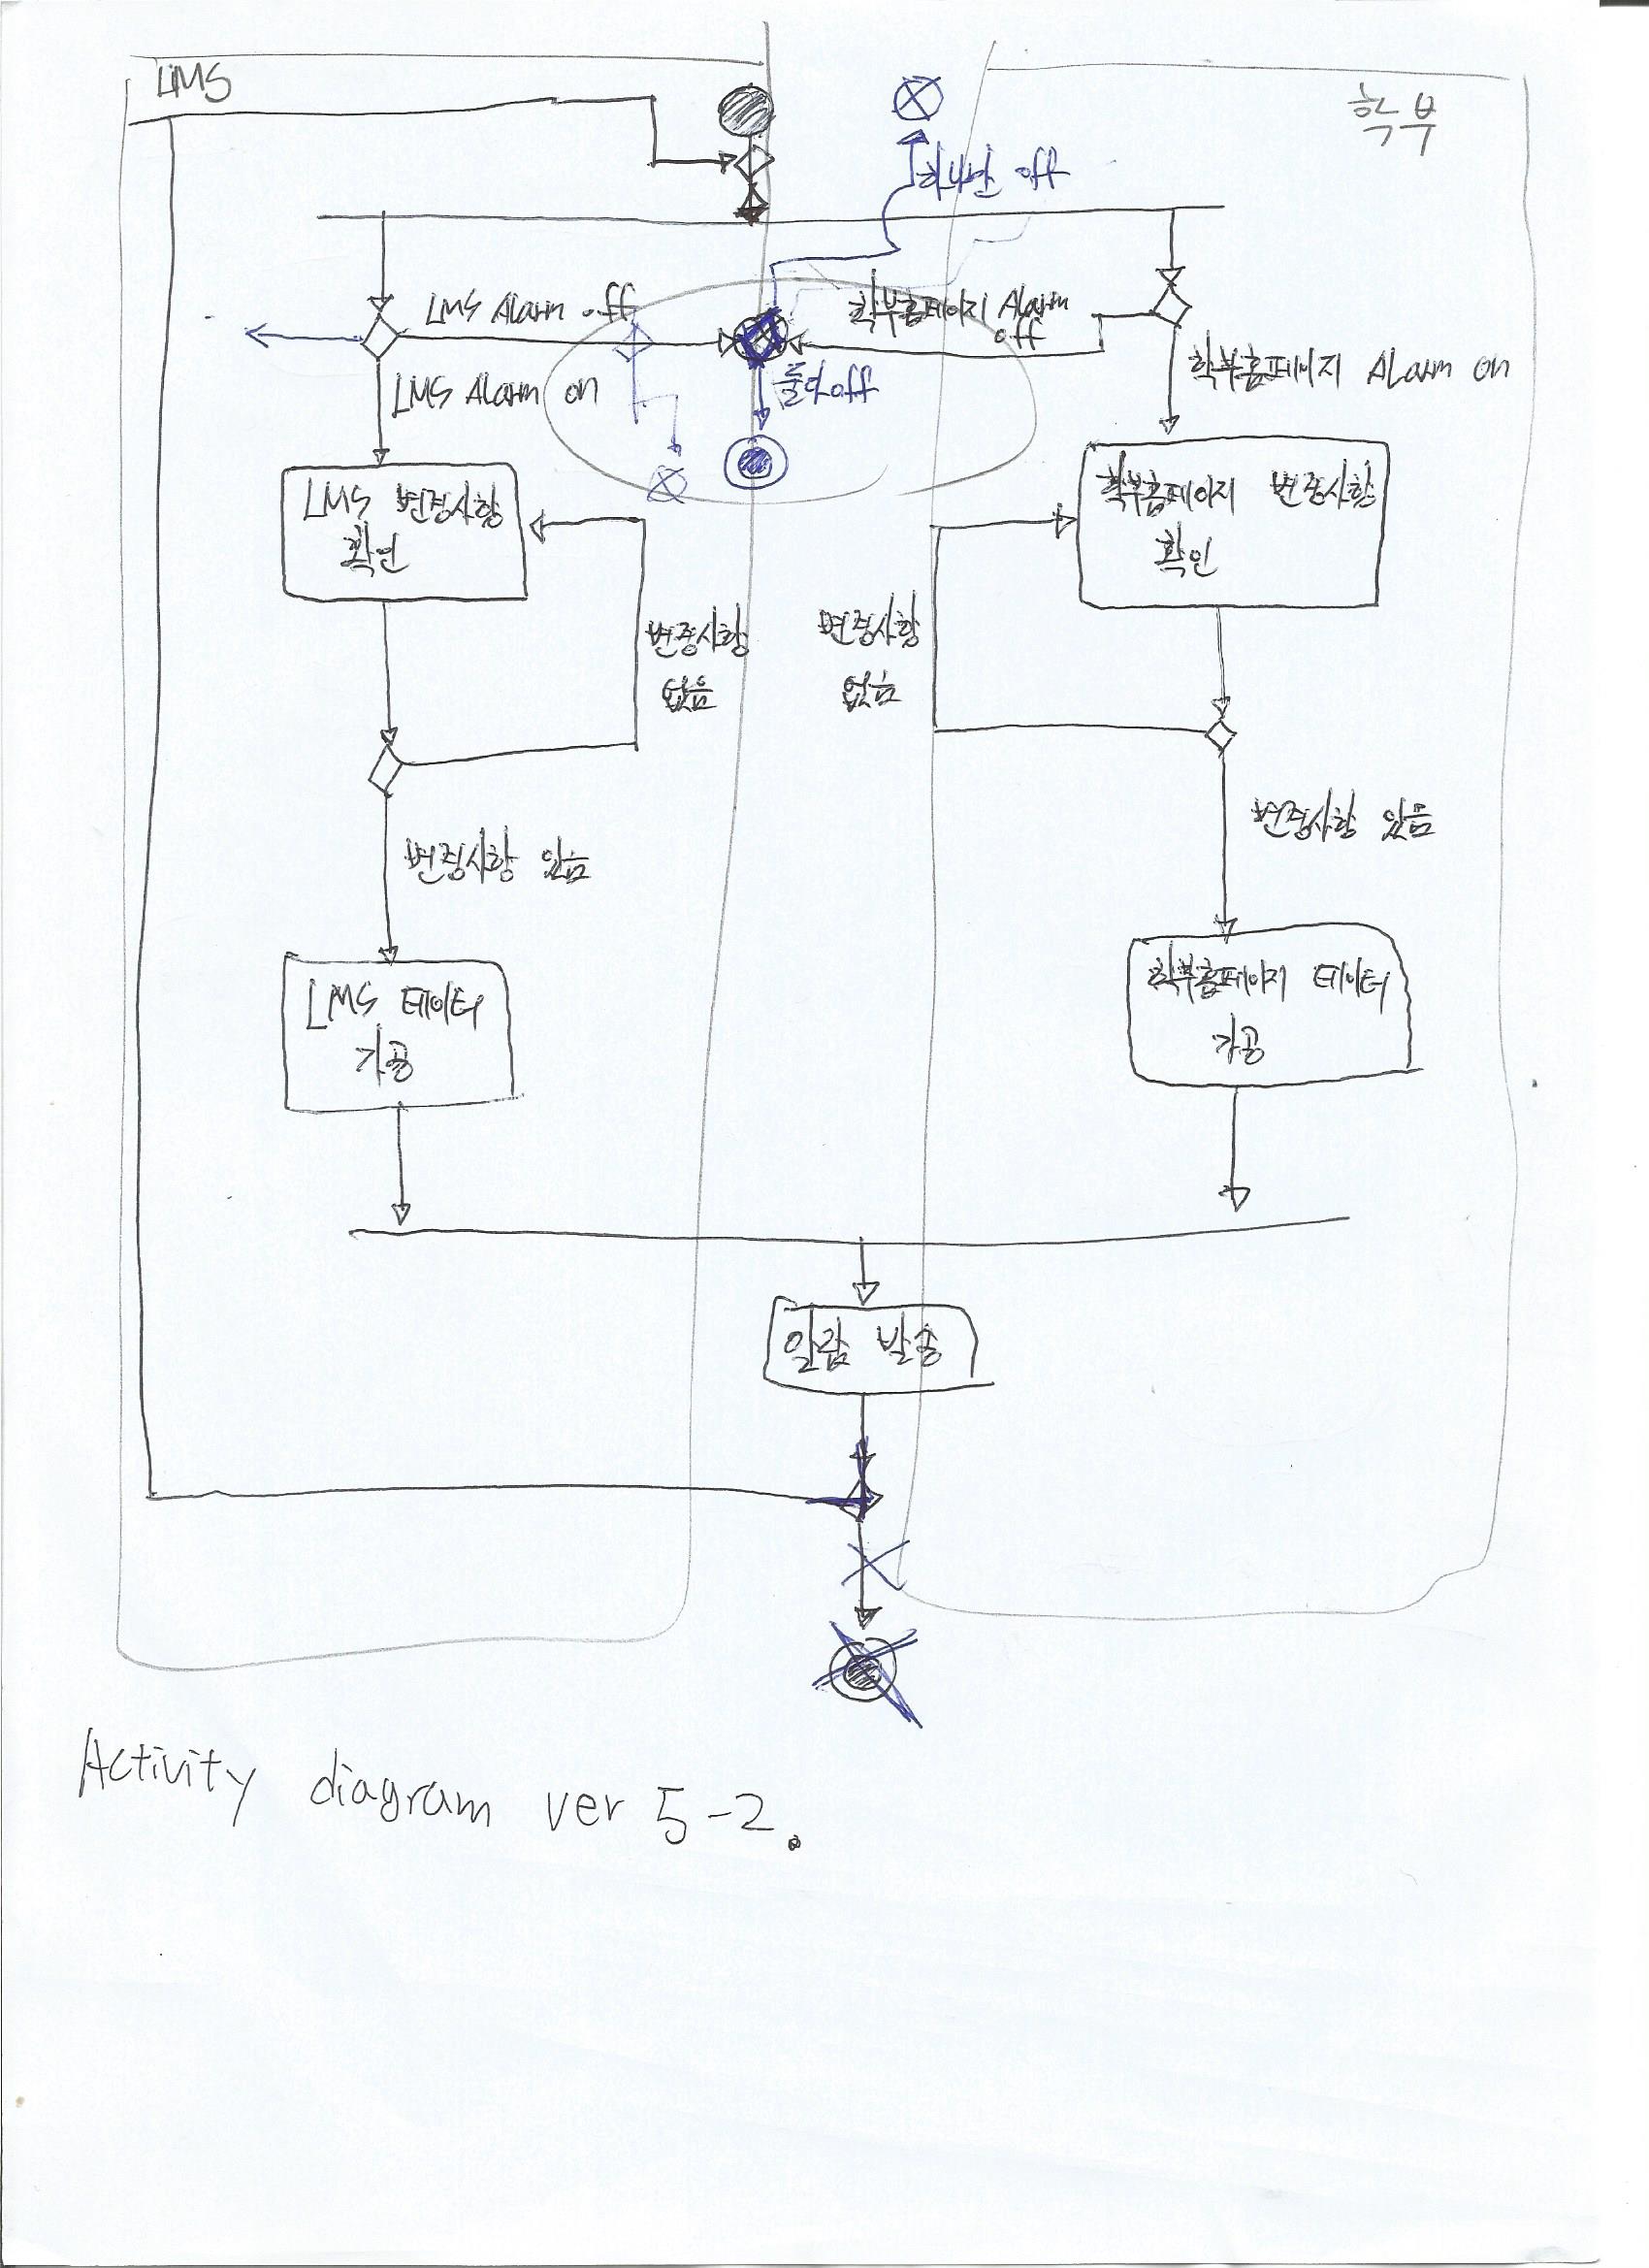 LMS
학부
하나만 off
LMS Alarm off
학부홈페이지 Alarm
off
둘다 off
LMS Alarm on
학부홈페이지 Alarm on
LMS 변경사항
확인
학부홈페이지 변경사항
확인
변경사항
없음
변경사항
없음
변경사항 있음
변경사항 있음
LMS 데이터
가공
학부홈페이지 데이터
가공
알람 발송
Activity diagram ver 5-2.